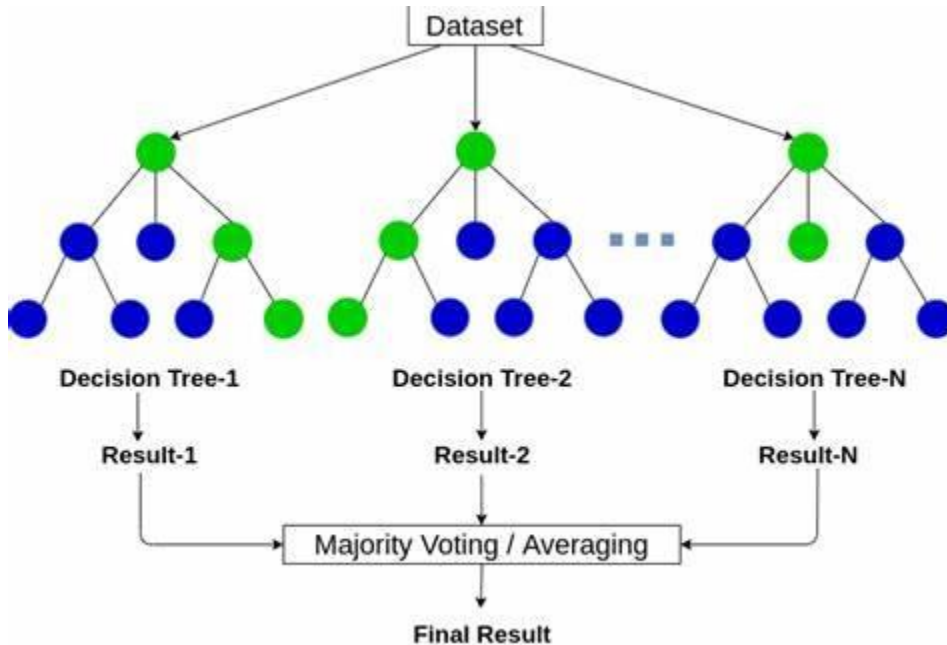 Dataset
Decision Tree-1
Decision Tree-2
Decision Tree-N
Result-1
Result-2
Result-N
Majority Voting / Averaging
Final Result